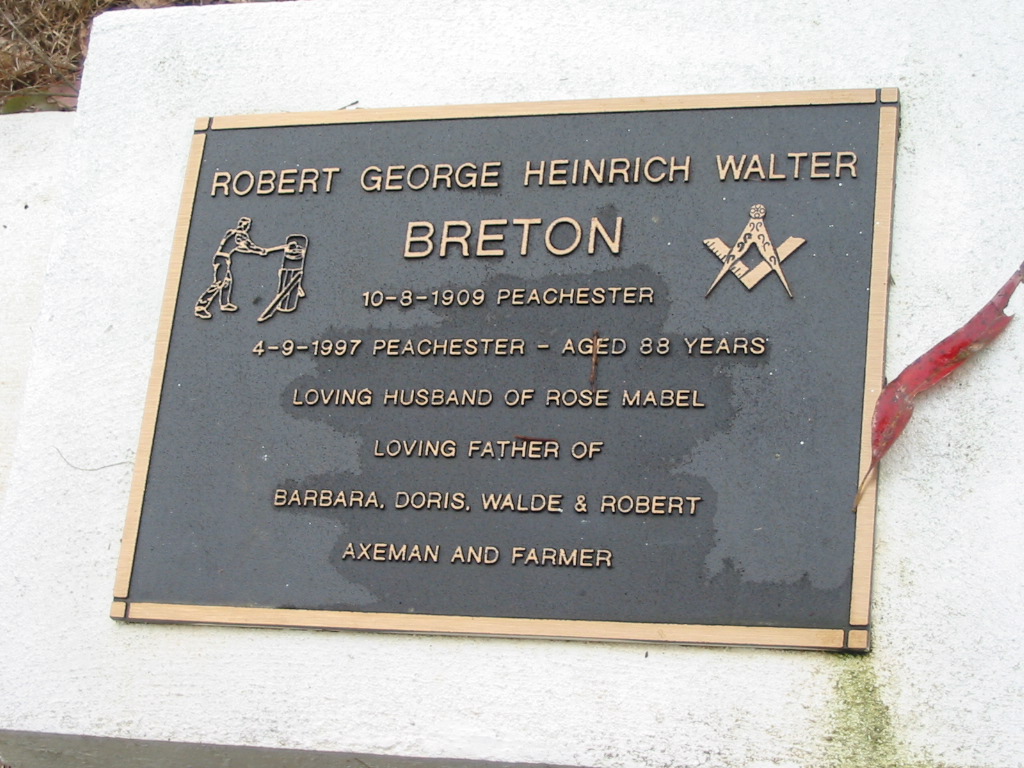 ROBERT GEORGE HEINRICH WALTER
BRETON
10-8-1909 PEACHESTER
4-9-1997 PEACHESTER - AGED 88 YEARS
LOVING HUSBAND OF ROSE MABEL
LOVING FATHER OF
BARBARA, DORIS, WALDE & ROBERT
AXEMAN AND FARMER